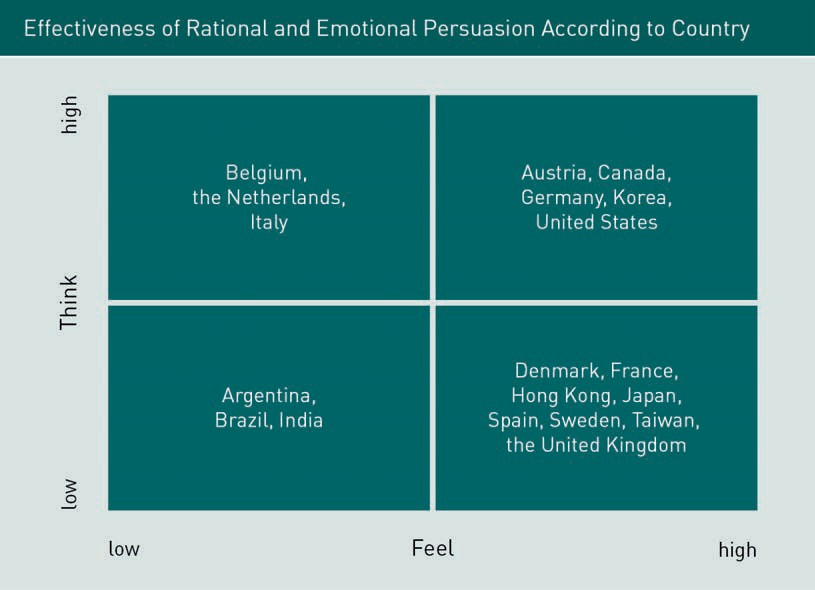 Effectiveness of Rational and Emotional Persuasion According to Country
high
Belgium,
the Netherlands,
Italy
Austria, Canada,
Germany, Korea,
United States
Think
Argentina,
Brazil, India
Denmark, France,
Hong Kong, Japan,
Spain, Sweden, Taiwan,
the United Kingdom
low
low
Feel
high